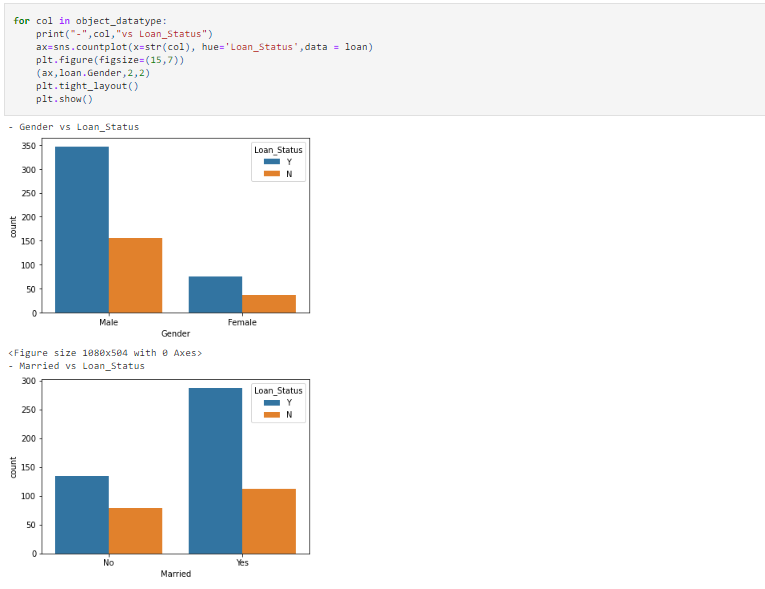 for col in object_datatype:
    print("-",col,"vs Loan_Status")
    ax=sns.countplot(x=str(col), hue='Loan_Status',data = loan)
    plt.figure(figsize=(15,7))
    (ax,loan.Gender,2,2)
    plt.tight_layout()
    plt.show()
- Gender vs Loan_Status
Loan_Status
Y
N
350
300
250
200
150
100
50
0
count
Male Female
Gender
<Figure size 1080x504 with 0 Axes>
- Married vs Loan_Status
Loan_Status
Y
N
300
250
200
150
100
50
0
count
No Yes
Married